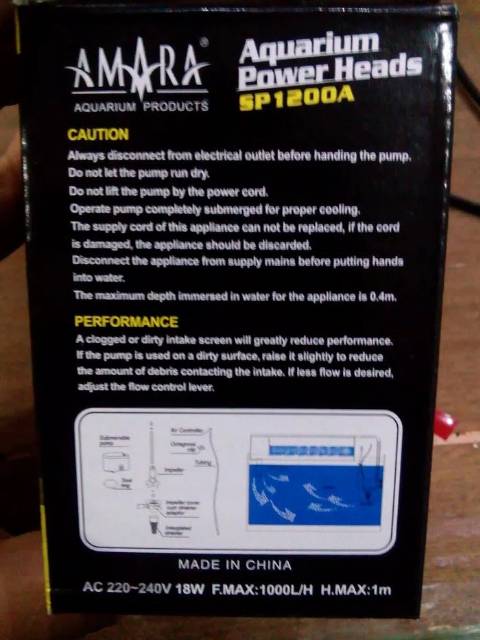 AMARA®
AQUARIUM PRODUCTS
Aquarium
Power Heads
SP1200A
CAUTION
Always disconnect from electrical outlet before handing the pump.
Do not let the pump run dry.
Do not lift the pump by the power cord.
Operate pump completely submerged for proper cooling.
The supply cord of this appliance can not be replaced, if the cord
is damaged, the appliance should be discarded.
Disconnect the appliance from supply mains before putting hands
into water.
The maximum depth immersed in water for the appliance is 0.4m.
PERFORMANCE
A clogged or dirty intake screen will greatly reduce performance.
If the pump is used on a dirty surface, raise it slightly to reduce
the amount of debris contacting the intake. If less flow is desired,
adjust the flow control lever.
Air Controller
Submersible
pump
Tubing
Impeller
MADE IN CHINA
AC 220~240V 18W F.MAX:1000L/H H.MAX:1m